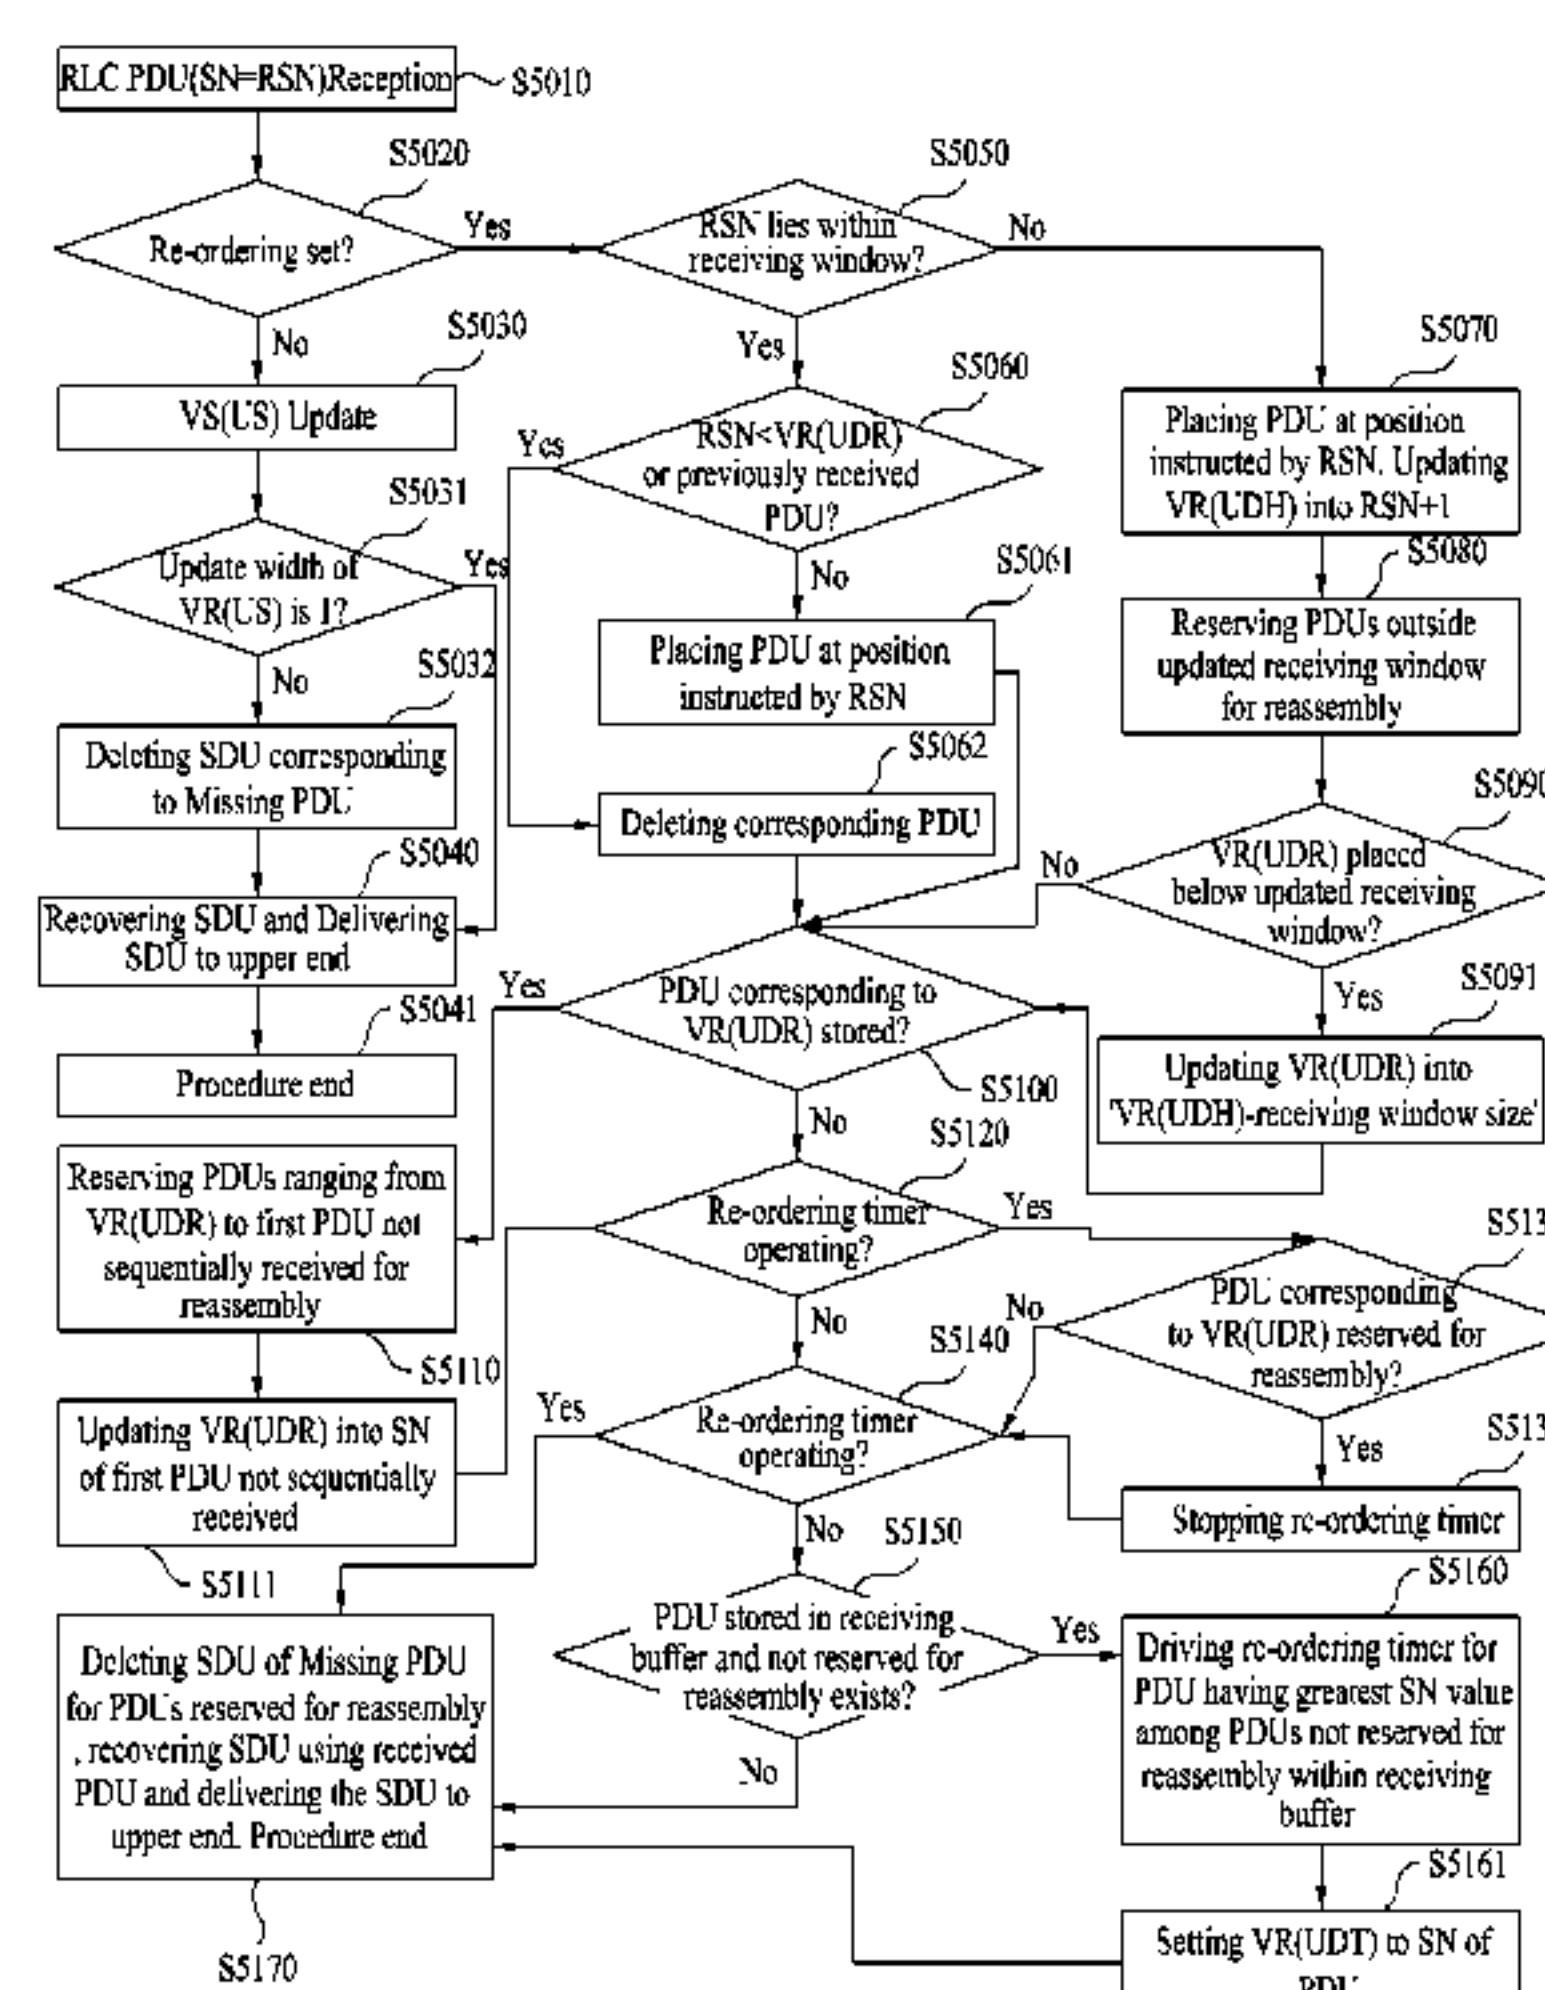 RLC PDU(SN=RSN)Reception
S5010
S5020
Re-ordering set?
Yes
No
S5030
VS(US) Update
S5031
Update width of
VR(US) is 1?
Yes
No
S5032
Deleting SDU corresponding
to Missing PDU
S5040
Recovering SDU and Delivering
SDU to upper end
S5041
Procedure end
S5050
RSN lies within
receiving window?
No
Yes
S5060
RSN<VR(UDR)
or previously received
PDU?
Yes
No
S5061
Placing PDU at position
instructed by RSN
S5062
Deleting corresponding PDU
S5070
Placing PDU at position
instructed by RSN. Updating
VR(UDH) into RSN+1
S5080
Reserving PDUs outside
updated receiving window
for reassembly
S5090
VR(UDR) placed
below updated receiving
window?
No
Yes
S5091
Updating VR(UDR) into
'VR(UDH)-receiving window size'
PDU corresponding to
VR(UDR) stored?
Yes
S5100
No
Reserving PDUs ranging from
VR(UDR) to first PDU not
sequentially received for
reassembly
S5110
Updating VR(UDR) into SN
of first PDU not sequentially
received
S5111
S5120
Re-ordering timer
operating?
Yes
No
S513
PDU corresponding
to VR(UDR) reserved for
reassembly?
No
Yes
S513
Stopping re-ordering timer
S5140
Re-ordering timer
operating?
Yes
No
S5150
PDU stored in receiving
buffer and not reserved for
reassembly exists?
Yes
No
S5160
Driving re-ordering timer for
PDU having greatest SN value
among PDUs not reserved for
reassembly within receiving
buffer
S5161
Setting VR(UDT) to SN of
PDU
Deleting SDU of Missing PDU
for PDUs reserved for reassembly
, recovering SDU using received
PDU and delivering the SDU to
upper end. Procedure end
S5170